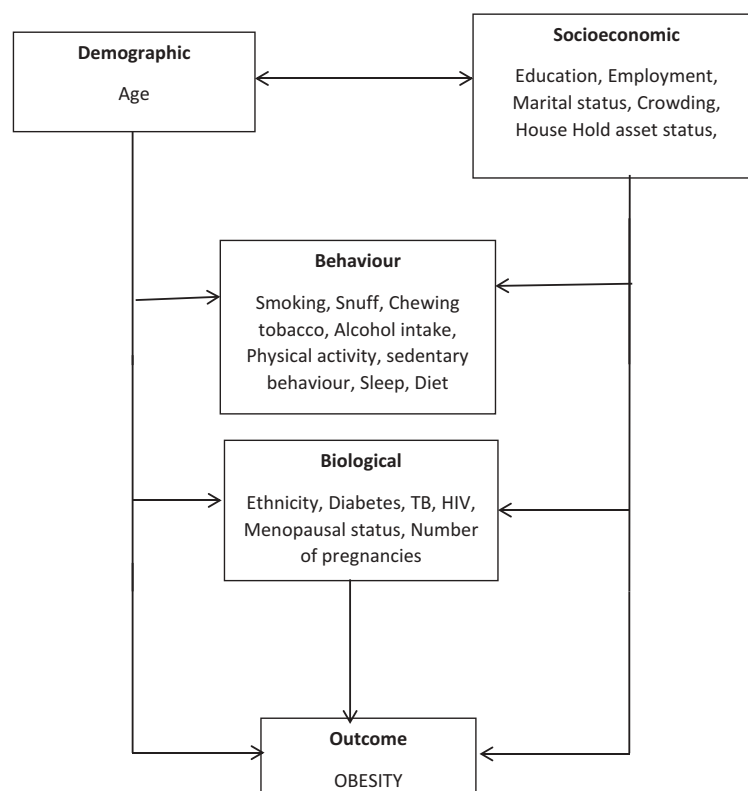 Demographic
Age
Socioeconomic
Education, Employment,
Marital status, Crowding,
House Hold asset status,
Behaviour
Smoking, Snuff, Chewing
tobacco, Alcohol intake,
Physical activity, sedentary
behaviour, Sleep, Diet
Biological
Ethnicity, Diabetes, TB, HIV,
Menopausal status, Number
of pregnancies
Outcome
OBESITY